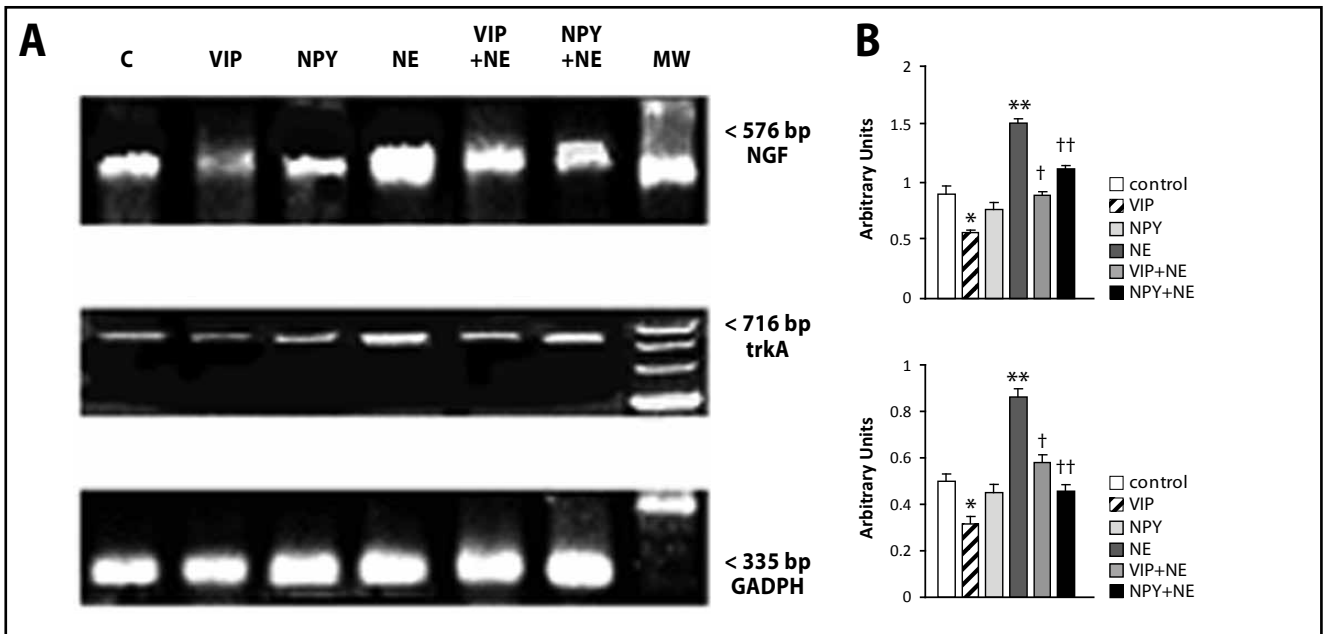 A
C VIP NPY NE VIP +NE NPY +NE MW
< 576 bp
NGF
< 716 bp
trkA
< 335 bp
GADPH
B
2
1.5
1
0.5
0
Arbitrary Units
*
**
†
††
control
VIP
NPY
NE
VIP+NE
NPY+NE
1
0.8
0.6
0.4
0.2
0
Arbitrary Units
*
**
†
††
control
VIP
NPY
NE
VIP+NE
NPY+NE